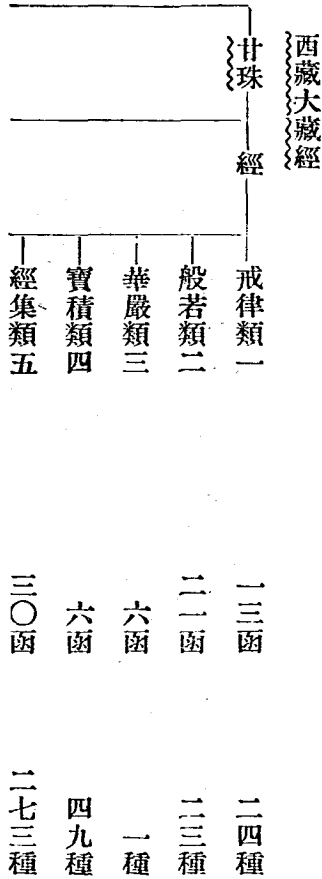 西藏大藏經
甘珠——經
戒律類一　一三函　二四種
般若類二　二一函　二三種
華嚴類三　六函　一種
寶積類四　六函　四九種
經集類五　三〇函　二七三種